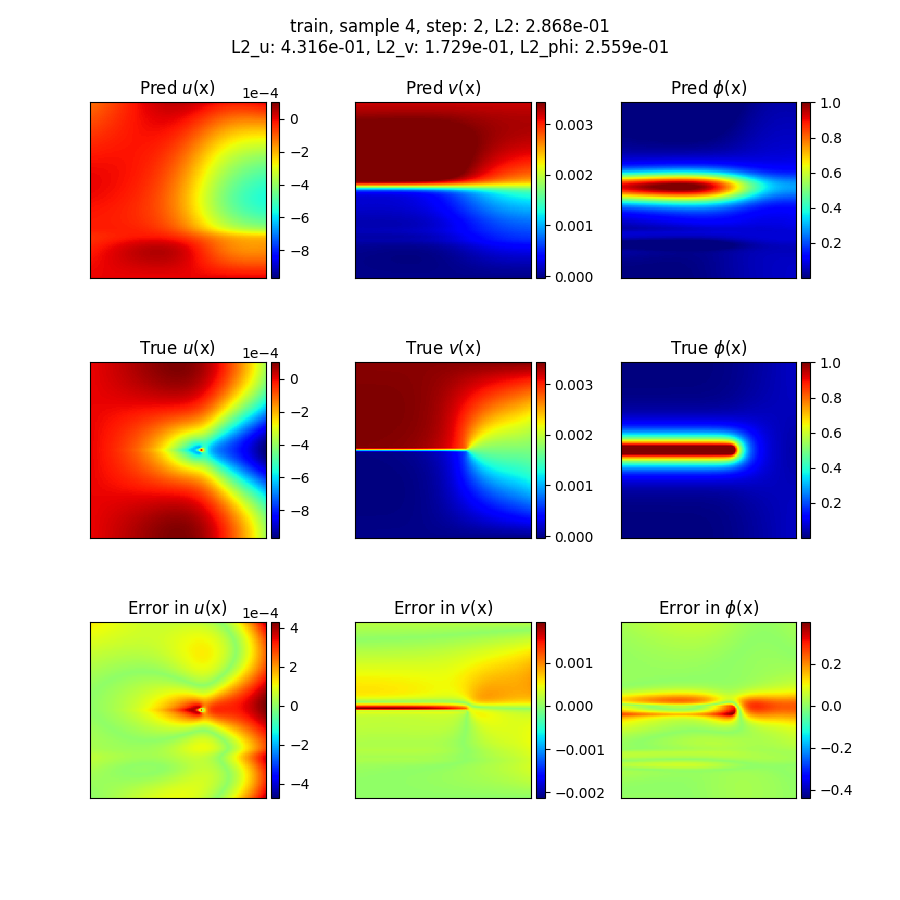 train, sample 4, step: 2, L2: 2.868e-01
L2_u: 4.316e-01, L2_v: 1.729e-01, L2_phi: 2.559e-01
Pred u(x)
1e−4
0
−2
−4
−6
−8
Pred v(x)
0.003
0.002
0.001
0.000
Pred ϕ(x)
1.0
0.8
0.6
0.4
0.2
True u(x)
1e−4
0
−2
−4
−6
−8
True v(x)
0.003
0.002
0.001
0.000
True ϕ(x)
1.0
0.8
0.6
0.4
0.2
Error in u(x)
1e−4
4
2
0
−2
−4
Error in v(x)
0.001
0.000
−0.001
−0.002
Error in ϕ(x)
0.2
0.0
−0.2
−0.4